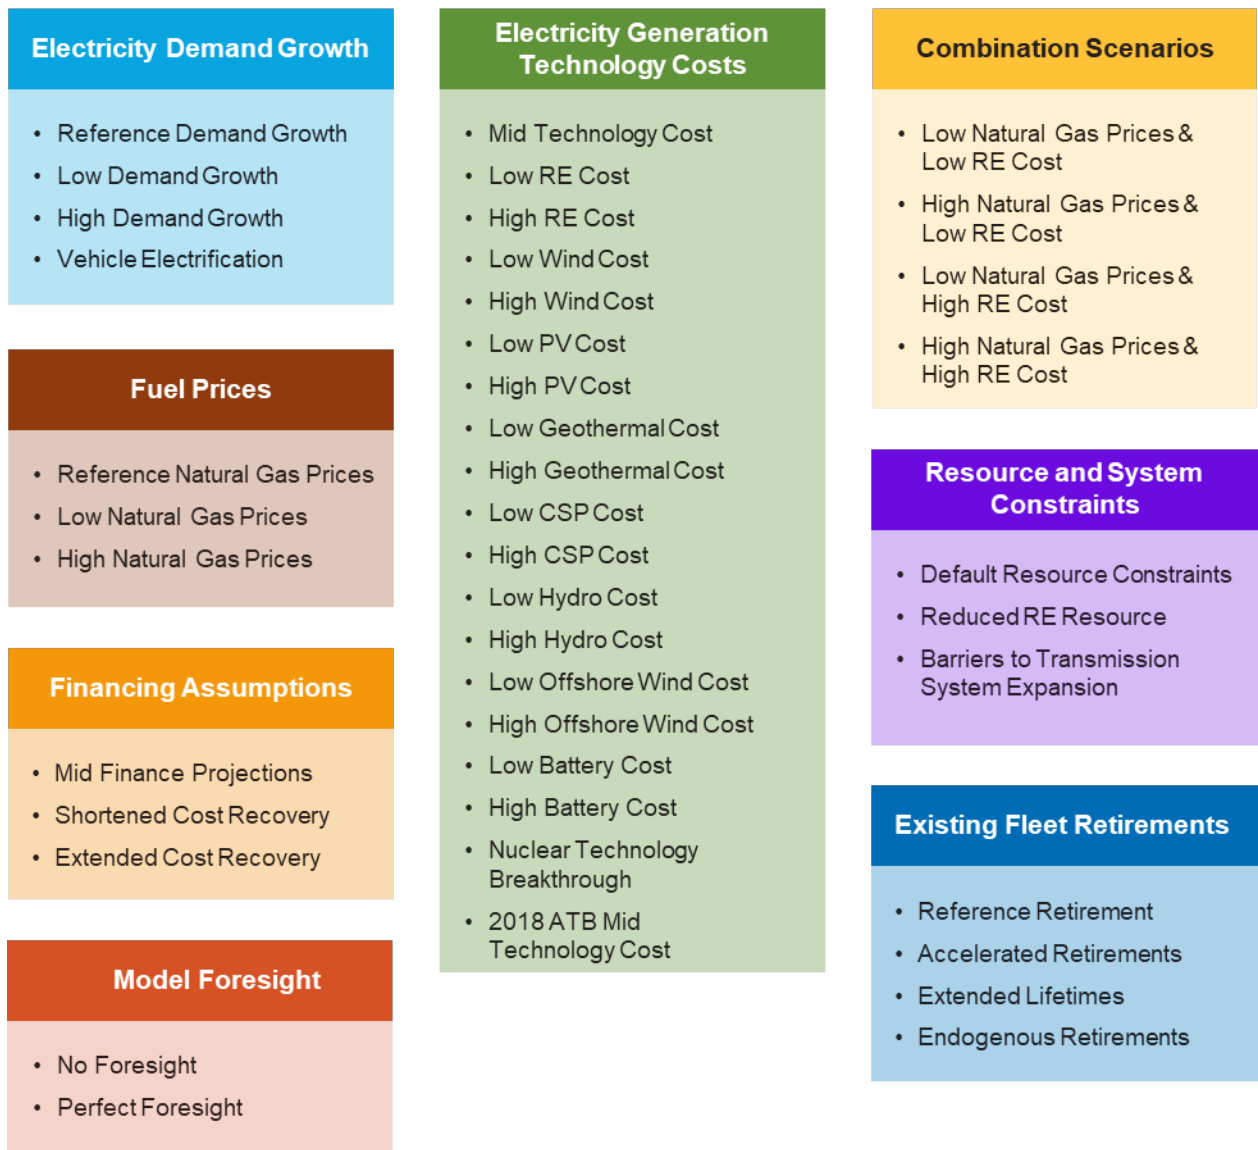 Electricity Demand Growth
• Reference Demand Growth
• Low Demand Growth
• High Demand Growth
• Vehicle Electrification
Fuel Prices
• Reference Natural Gas Prices
• Low Natural Gas Prices
• High Natural Gas Prices
Financing Assumptions
• Mid Finance Projections
• Shortened Cost Recovery
• Extended Cost Recovery
Model Foresight
• No Foresight
• Perfect Foresight
Electricity Generation
Technology Costs
• Mid Technology Cost
• Low RE Cost
• High RE Cost
• Low Wind Cost
• High Wind Cost
• Low PV Cost
• High PV Cost
• Low Geothermal Cost
• High Geothermal Cost
• Low CSP Cost
• High CSP Cost
• Low Hydro Cost
• High Hydro Cost
• Low Offshore Wind Cost
• High Offshore Wind Cost
• Low Battery Cost
• High Battery Cost
• Nuclear Technology
Breakthrough
• 2018 ATB Mid
Technology Cost
Combination Scenarios
• Low Natural Gas Prices &
Low RE Cost
• High Natural Gas Prices &
Low RE Cost
• Low Natural Gas Prices &
High RE Cost
• High Natural Gas Prices &
High RE Cost
Resource and System
Constraints
• Default Resource Constraints
• Reduced RE Resource
• Barriers to Transmission
System Expansion
Existing Fleet Retirements
• Reference Retirement
• Accelerated Retirements
• Extended Lifetimes
• Endogenous Retirements